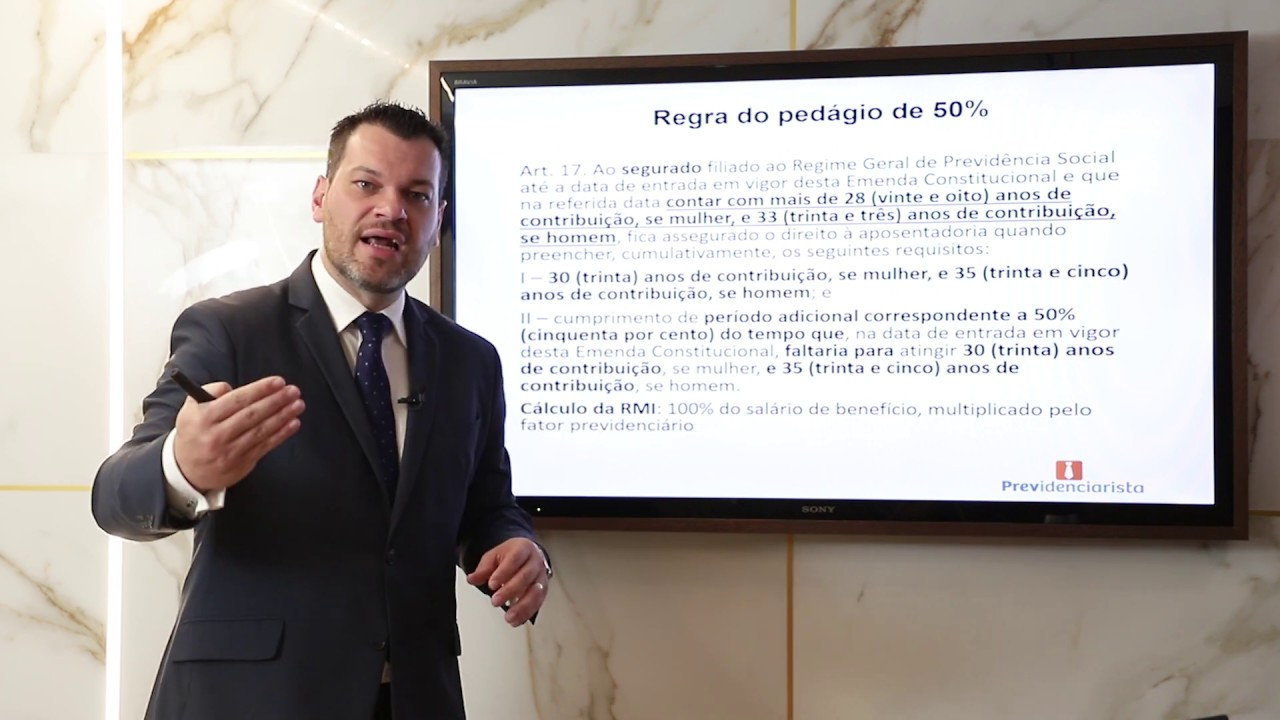 BRAVIA
Regra do pedágio de 50%
Art. 17. Ao segurado filiado ao Regime Geral de Previdência Social
até a data de entrada em vigor desta Emenda Constitucional e que
na referida data contar com mais de 28 (vinte e oito) anos de
contribuição, se mulher, e 33 (trinta e três) anos de contribuição,
se homem, fica assegurado o direito à aposentadoria quando
preencher, cumulativamente, os seguintes requisitos:
I – 30 (trinta) anos de contribuição, se mulher, e 35 (trinta e cinco)
anos de contribuição, se homem; e
II – cumprimento de período adicional correspondente a 50%
(cinquenta por cento) do tempo que, na data de entrada em vigor
desta Emenda Constitucional, faltaria para atingir 30 (trinta) anos
de contribuição, se mulher, e 35 (trinta e cinco) anos de
contribuição, se homem.
Cálculo da RMI: 100% do salário de benefício, multiplicado pelo
fator previdenciário
Previdenciarista
SONY